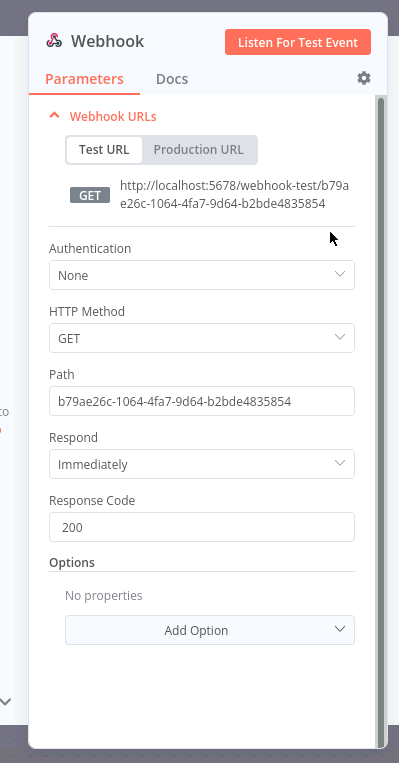 Webhook
Listen For Test Event
Parameters
Docs
Webhook URLs
Test URL
Production URL
GET
http://localhost:5678/webhook-test/b79a
e26c-1064-4fa7-9d64-b2bde4835854
Authentication
None
HTTP Method
GET
Path
b79ae26c-1064-4fa7-9d64-b2bde4835854
Respond
Immediately
Response Code
200
Options
No properties
Add Option